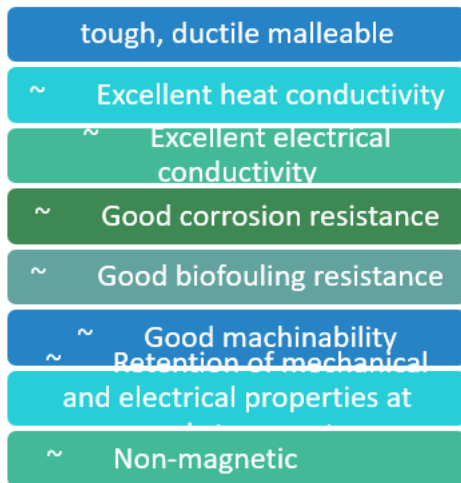 tough, ductile malleable
~ Excellent heat conductivity
~ Excellent electrical
conductivity
~ Good corrosion resistance
~ Good biofouling resistance
~ Good machinability
~ Retention of mechanical
and electrical properties at
~ Non-magnetic